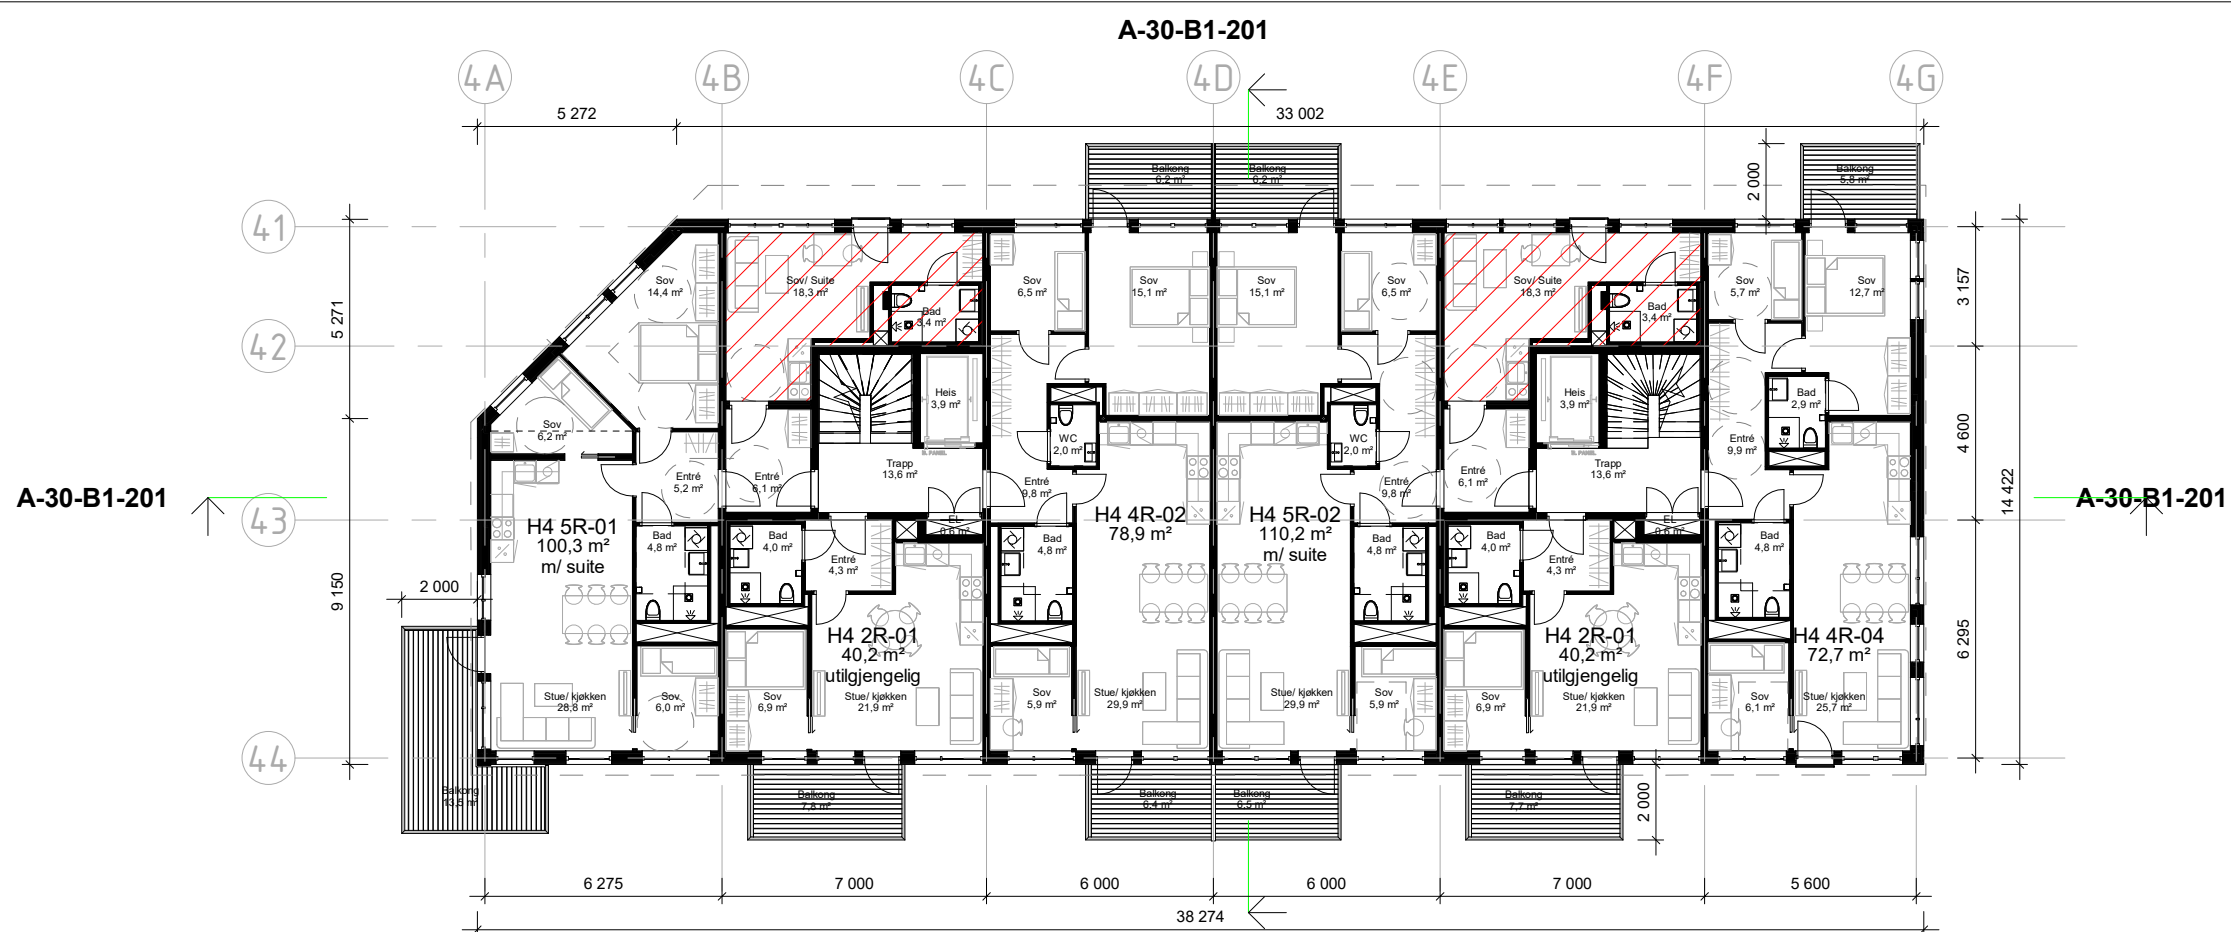 A-30-B1-201
4A
4B
4C
4D
4E
4F
4G
5 272
33 002
2 000
Balkong
6,2 m²
Balkong
6,2 m²
Balkong
5,8 m²
41
42
43
44
5 271
9 150
2 000
3 157
4 600
6 295
14 422
Sov
14,4 m²
Sov/ Suite
18,3 m²
Bad
3,4 m²
Sov
6,5 m²
Sov
15,1 m²
Sov
15,1 m²
Sov
6,5 m²
Sov/ Suite
18,3 m²
Bad
3,4 m²
Sov
5,7 m²
Sov
12,7 m²
Heis
3,9 m²
Heis
3,9 m²
Bad
2,9 m²
Sov
6,2 m²
WC
2,0 m²
WC
2,0 m²
Entré
9,9 m²
Entré
5,2 m²
Entré
6,1 m²
Trapp
13,6 m²
Entré
9,8 m²
Entré
9,8 m²
Entré
6,1 m²
Trapp
13,6 m²
A-30-B1-201
A-30-B1-201
H4 5R-01
100,3 m²
m/ suite
H4 4R-02
78,9 m²
H4 5R-02
110,2 m²
m/ suite
EL
0,6 m²
EL
0,6 m²
Bad
4,8 m²
Bad
4,0 m²
Entré
4,3 m²
Bad
4,8 m²
Bad
4,8 m²
Bad
4,0 m²
Entré
4,3 m²
Bad
4,8 m²
H4 2R-01
40,2 m²
utilgjengelig
H4 2R-01
40,2 m²
utilgjengelig
H4 4R-04
72,7 m²
Stue/ kjøkken
28,8 m²
Sov
6,0 m²
Sov
6,9 m²
Stue/ kjøkken
21,9 m²
Sov
5,9 m²
Stue/ kjøkken
29,9 m²
Stue/ kjøkken
29,9 m²
Sov
5,9 m²
Sov
6,9 m²
Stue/ kjøkken
21,9 m²
Sov
6,1 m²
Stue/ kjøkken
25,7 m²
Balkong
13,5 m²
Balkong
7,8 m²
Balkong
6,4 m²
Balkong
6,5 m²
Balkong
7,7 m²
2 000
6 275
7 000
6 000
6 000
7 000
5 600
38 274